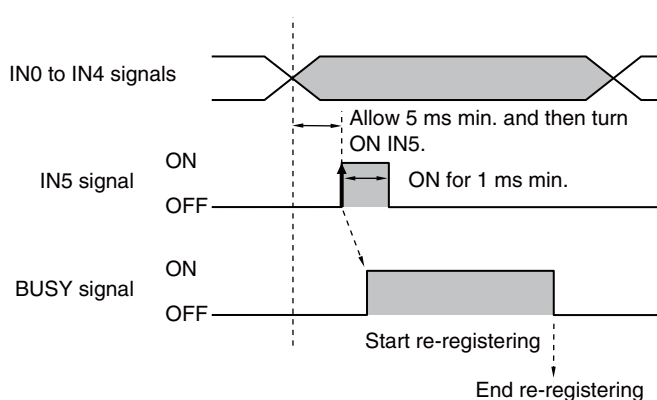 IN0 to IN4 signals
Allow 5 ms min. and then turn
ON IN5.
ON
IN5 signal
ON for 1 ms min.
OFF
ON
BUSY signal
OFF
Start re-registering
End re-registering